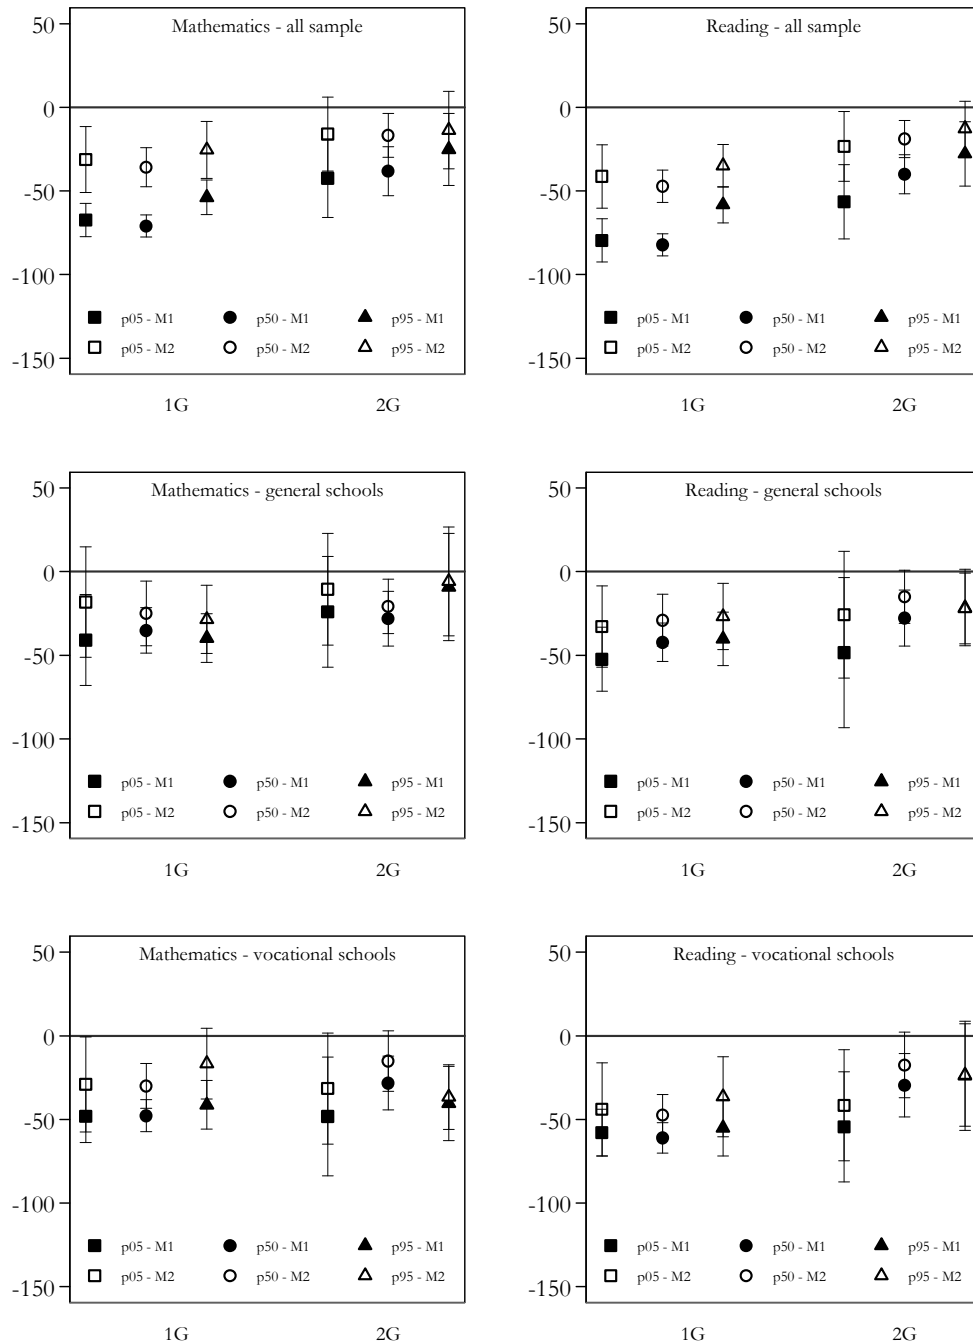 Mathematics - all sample
50
0
-50
-100
-150
p05 - M1 p50 - M1 p95 - M1
p05 - M2 p50 - M2 p95 - M2
1G 2G
Reading - all sample
50
0
-50
-100
-150
p05 - M1 p50 - M1 p95 - M1
p05 - M2 p50 - M2 p95 - M2
1G 2G
Mathematics - general schools
50
0
-50
-100
-150
p05 - M1 p50 - M1 p95 - M1
p05 - M2 p50 - M2 p95 - M2
1G 2G
Reading - general schools
50
0
-50
-100
-150
p05 - M1 p50 - M1 p95 - M1
p05 - M2 p50 - M2 p95 - M2
1G 2G
Mathematics - vocational schools
50
0
-50
-100
-150
p05 - M1 p50 - M1 p95 - M1
p05 - M2 p50 - M2 p95 - M2
1G 2G
Reading - vocational schools
50
0
-50
-100
-150
p05 - M1 p50 - M1 p95 - M1
p05 - M2 p50 - M2 p95 - M2
1G 2G